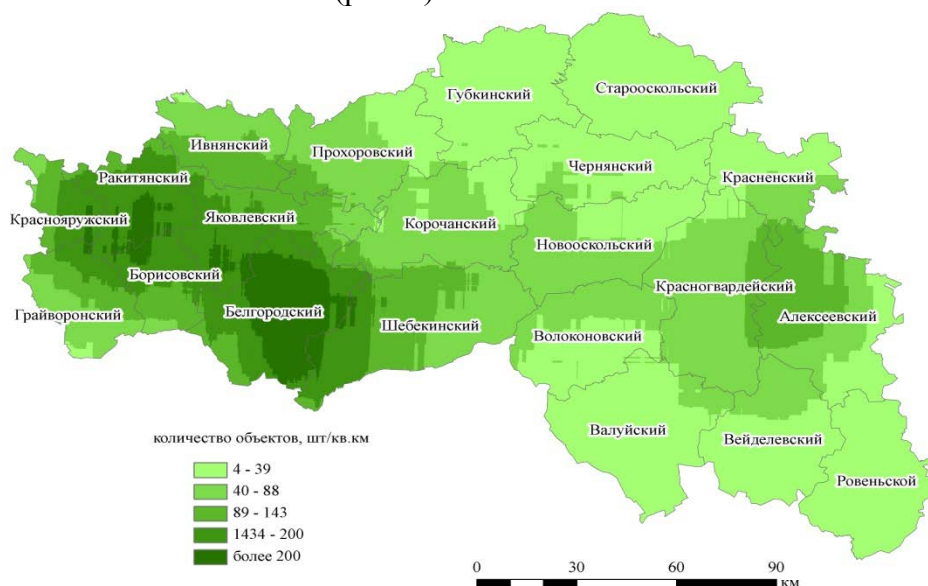 Губкинский
Старооскольский
Ивнянский
Прохоровский
Чернянский
Ракитянский
Красненский
Краснояружский
Яковлевский
Корочанский
Новооскольский
Борисовский
Красногвардейский
Грайворонский
Белгородский
Шебекинский
Алексеевский
Волоконовский
Валуйский
Вейделевский
Ровеньской
количество объектов, шт/кв.км
4 - 39
40 - 88
89 - 143
1434 - 200
более 200
0 30 60 90
км